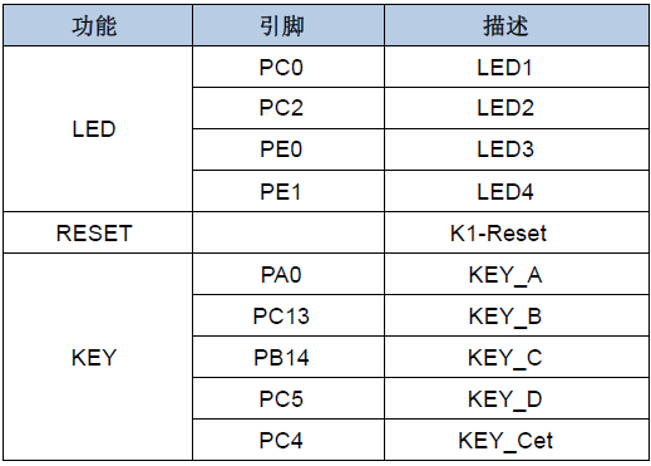 功能 引脚 描述
LED PC0 LED1
PC2 LED2
PE0 LED3
PE1 LED4
RESET K1-Reset
KEY PA0 KEY_A
PC13 KEY_B
PB14 KEY_C
PC5 KEY_D
PC4 KEY_Cet